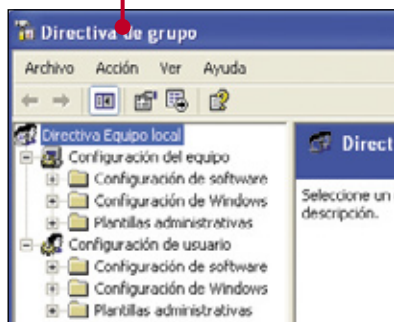 Directiva de grupo
Archivo Acción Ver Ayuda
Directiva Equipo local
Configuración del equipo
Configuración de software
Configuración de Windows
Plantillas administrativas
Configuración de usuario
Configuración de software
Configuración de Windows
Plantillas administrativas
Direct
Seleccione un
descripción.